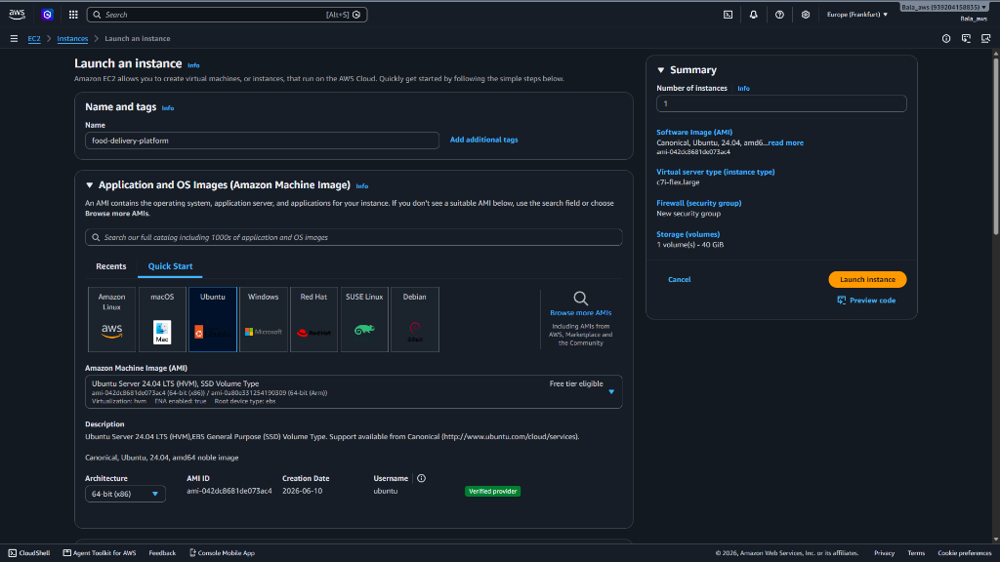 aws
Search [Alt+S]
Europe (Frankfurt) ▼
Bala_aws (939204158835) ▼
Bala_aws
EC2 > Instances > Launch an instance
Launch an instance Info
Amazon EC2 allows you to create virtual machines, or instances, that run on the AWS Cloud. Quickly get started by following the simple steps below.
Name and tags Info
Name
food-delivery-platform
Add additional tags
▼ Application and OS Images (Amazon Machine Image) Info
An AMI contains the operating system, application server, and applications for your instance. If you don't see a suitable AMI below, use the search field or choose
Browse more AMIs.
Search our full catalog including 1000s of application and OS images
Recents
Quick Start
Amazon Linux
aws
macOS
Mac
Ubuntu
Windows
Microsoft
Red Hat
Red Hat
SUSE Linux
Debian
Browse more AMIs
Including AMIs from
AWS, Marketplace and
the Community
Amazon Machine Image (AMI)
Ubuntu Server 24.04 LTS (HVM), SSD Volume Type
Free tier eligible
ami-042dc8681de073ac4 (64-bit (x86)) / ami-0a80e331254190309 (64-bit (Arm))
Virtualization: hvm ENA enabled: true Root device type: ebs
Description
Ubuntu Server 24.04 LTS (HVM),EBS General Purpose (SSD) Volume Type. Support available from Canonical (http://www.ubuntu.com/cloud/services).
Canonical, Ubuntu, 24.04, amd64 noble image
Architecture
64-bit (x86)
AMI ID
ami-042dc8681de073ac4
Creation Date
2026-06-10
Username
ubuntu
Verified provider
▼ Summary
Number of instances Info
1
Software Image (AMI)
Canonical, Ubuntu, 24.04, amd6...read more
ami-042dc8681de073ac4
Virtual server type (instance type)
c7i-flex.large
Firewall (security group)
New security group
Storage (volumes)
1 volume(s) - 40 GiB
Cancel
Launch instance
Preview code
CloudShell
Agent Toolkit for AWS
Feedback
Console Mobile App
© 2026, Amazon Web Services, Inc. or its affiliates.
Privacy
Terms
Cookie preferences